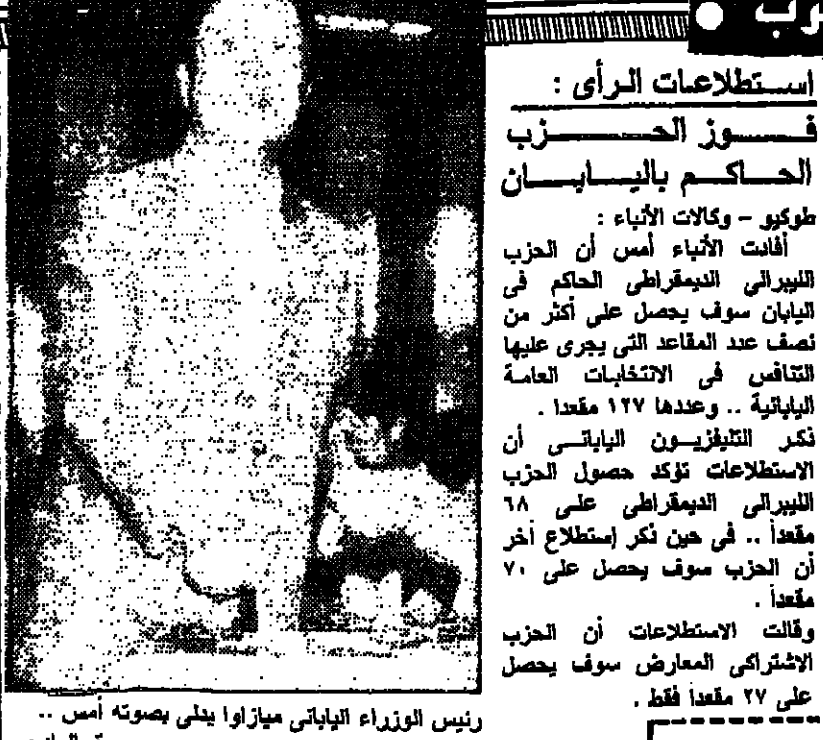 استطلاعات الرأى :
فوز الحزب
الحاكم باليابان
طوكيو - وكالات الأنباء :
أفادت الأنباء أمس أن الحزب
الليبرالى الديمقراطى الحاكم فى
اليابان سوف يحصل على أكثر من
نصف عدد المقاعد التى يجرى عليها
التنافس فى الانتخابات العامة
اليابانية .. وعددها ١٢٧ مقعدا .
ذكر التليفزيون اليابانى أن
الاستطلاعات تؤكد حصول الحزب
الليبرالى الديمقراطى على ٦٨
مقعداً .. فى حين ذكر إستطلاع آخر
أن الحزب سوف يحصل على ٧٠
مقعداً .
وقالت الاستطلاعات أن الحزب
الاشتراكى المعارض سوف يحصل
على ٢٧ مقعداً فقط .
رئيس الوزراء اليابانى ميازاوا يدلى بصوته أمس ..